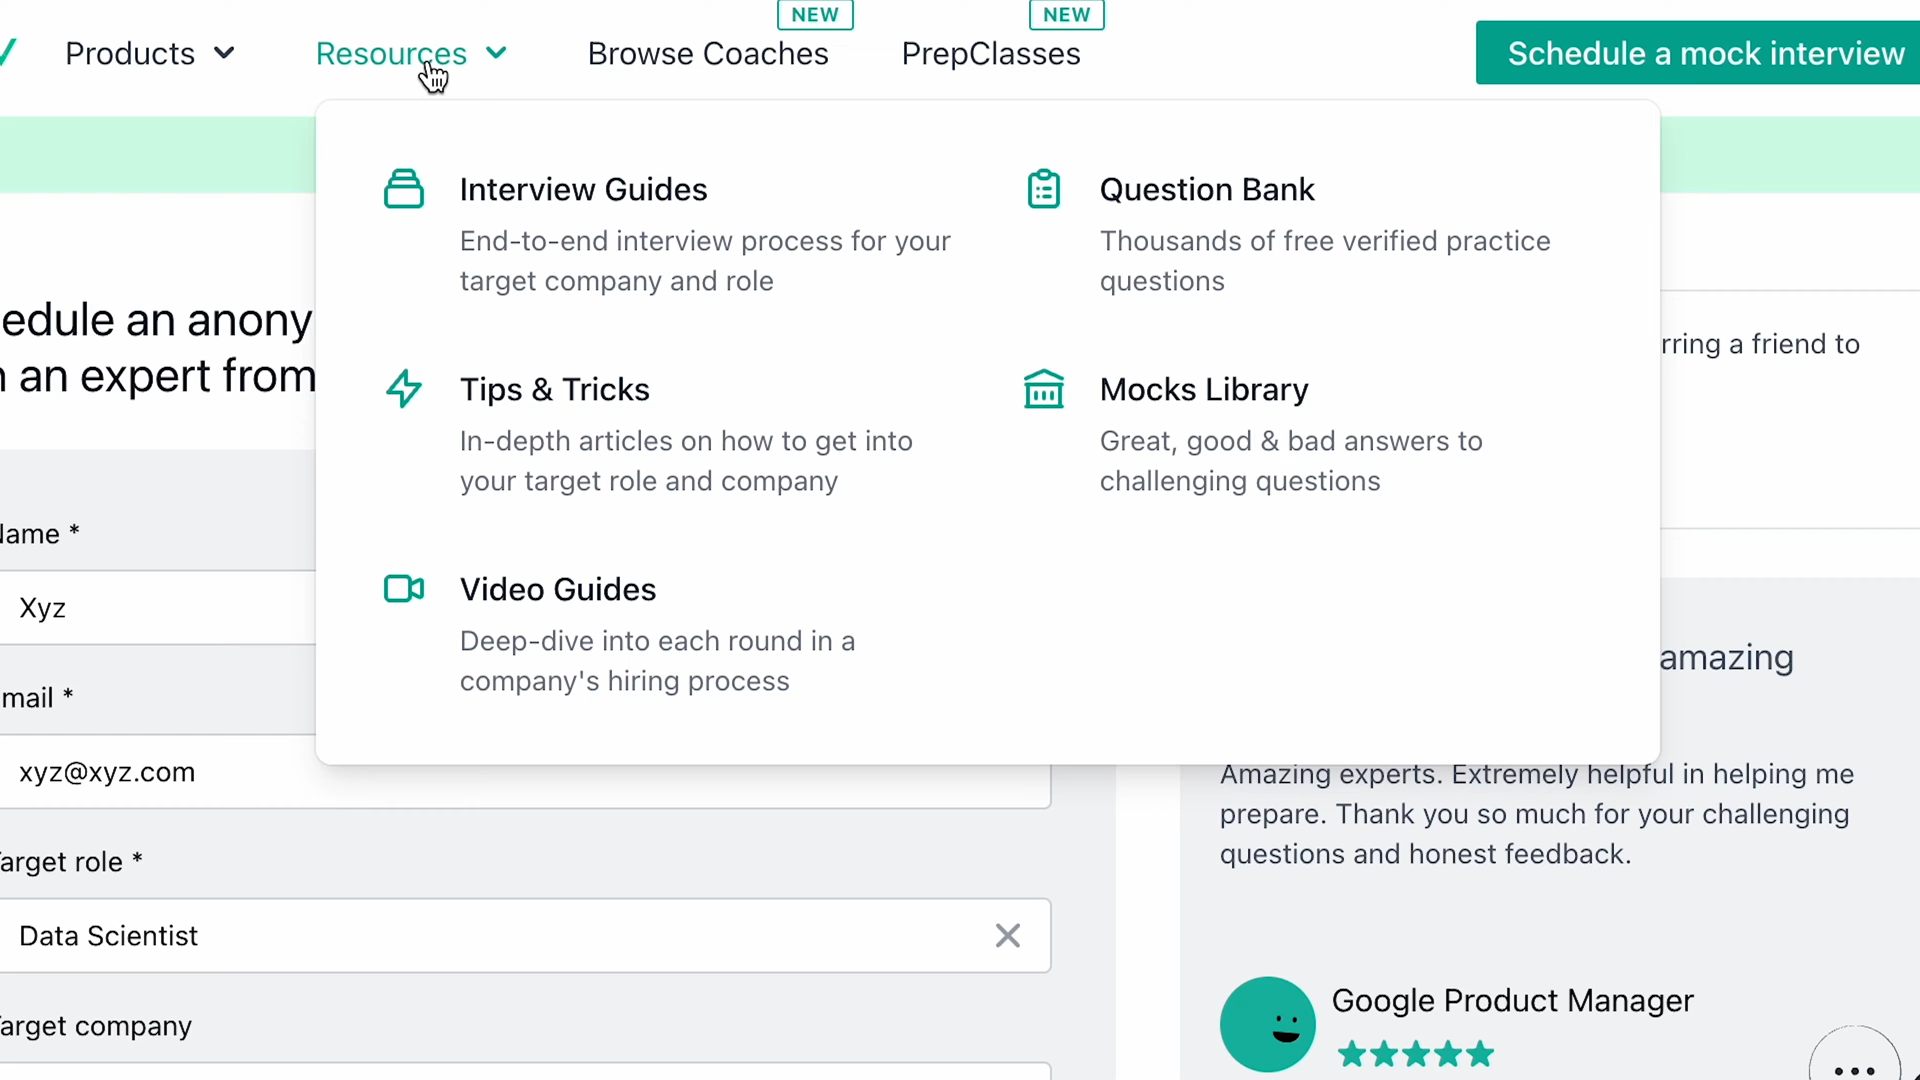 NEW
NEW
Products
Resources
Browse Coaches
PrepClasses
Schedule a mock interview
Interview Guides
End-to-end interview process for your
target company and role
Question Bank
Thousands of free verified practice
questions
Tips & Tricks
In-depth articles on how to get into
your target role and company
Mocks Library
Great, good & bad answers to
challenging questions
Video Guides
Deep-dive into each round in a
company's hiring process
edule an anony
an expert from
rring a friend to
Name *
Xyz
mail *
xyz@xyz.com
arget role *
Data Scientist
arget company
amazing
Amazing experts. Extremely helpful in helping me
prepare. Thank you so much for your challenging
questions and honest feedback.
Google Product Manager